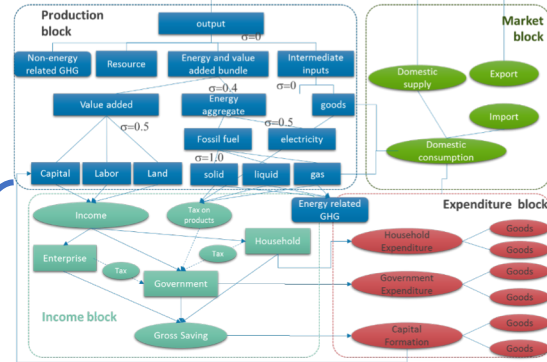 Production
block
output
σ=0
Market
block
Non-energy
related GHG
Resource
Energy and value
added bundle
Intermediate
inputs
σ=0.4
σ=0
Value added
Energy
aggregate
goods
σ=0.5
σ=0.5
Fossil fuel
electricity
σ=1.0
Capital
Labor
Land
solid
liquid
gas
Energy related
GHG
Domestic
supply
Export
Import
Domestic
consumption
Income
Tax on
products
Household
Enterprise
Tax
Tax
Government
Income block
Gross Saving
Expenditure block
Household
Expenditure
Goods
Goods
Government
Expenditure
Goods
Goods
Capital
Formation
Goods
Goods